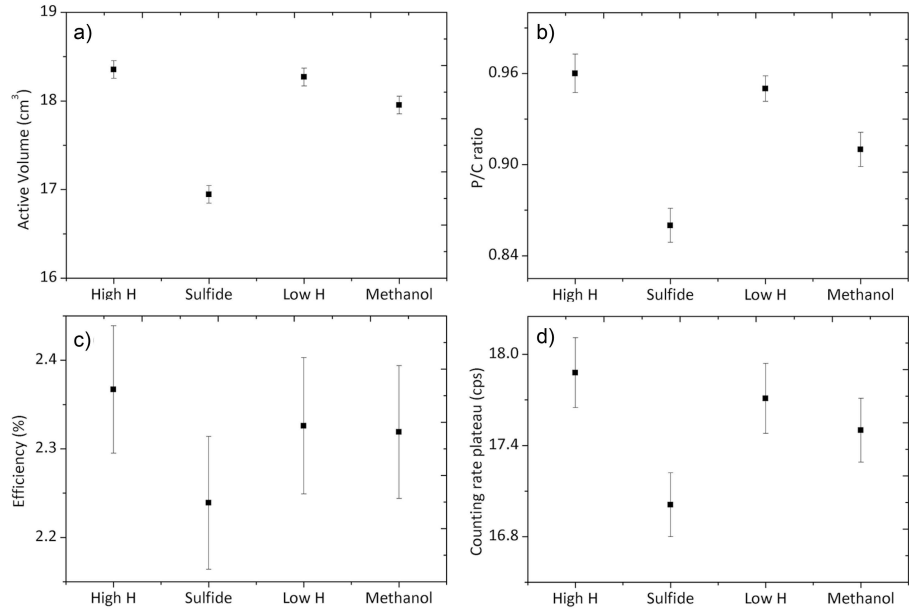 a)
Active Volume (cm³)
19
18
17
16
High H Sulfide Low H Methanol
b)
P/C ratio
0.96
0.90
0.84
High H Sulfide Low H Methanol
c)
Efficiency (%)
2.4
2.3
2.2
High H Sulfide Low H Methanol
d)
Counting rate plateau (cps)
18.0
17.4
16.8
High H Sulfide Low H Methanol